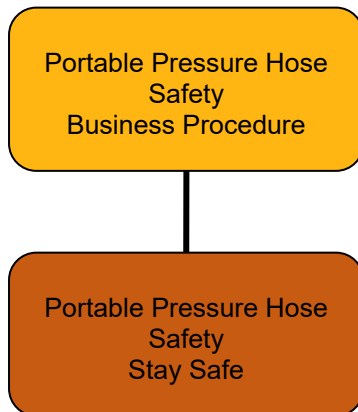 Portable Pressure Hose
Safety
Business Procedure
Portable Pressure Hose
Safety
Stay Safe